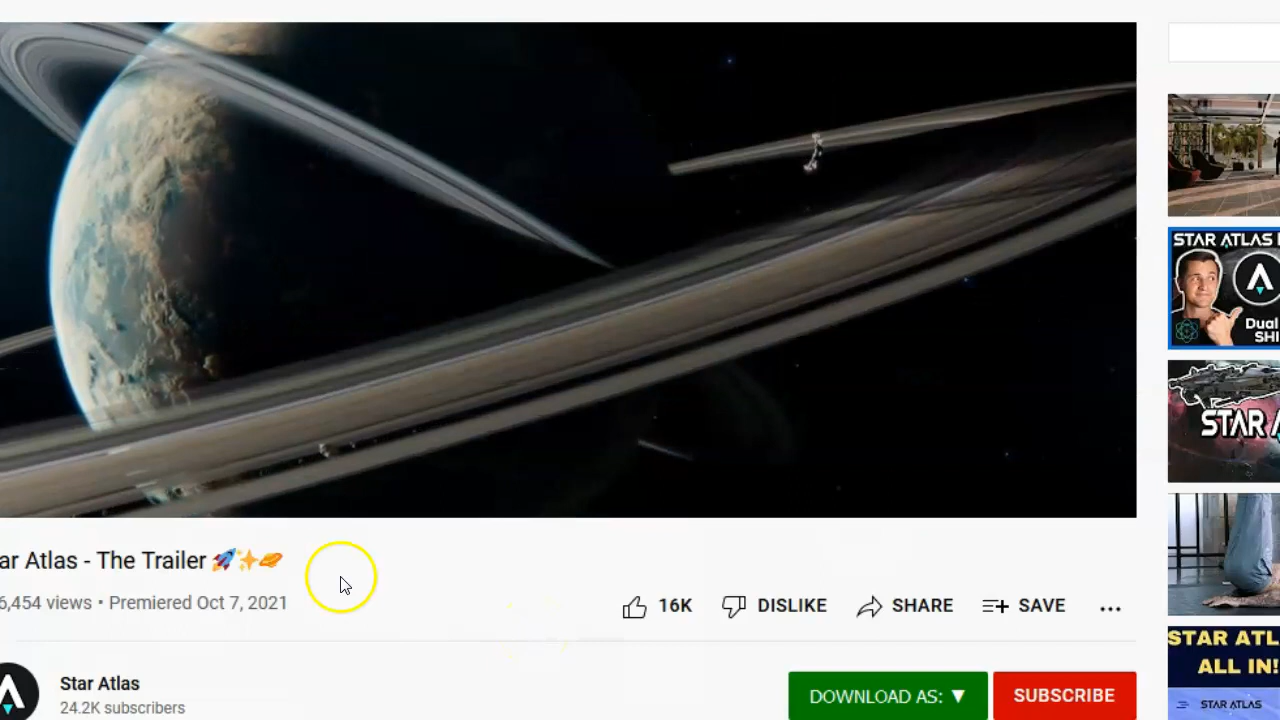 ar Atlas - The Trailer 🚀✨🪐
6,454 views • Premiered Oct 7, 2021
16K
DISLIKE
SHARE
SAVE
Star Atlas
24.2K subscribers
DOWNLOAD AS: ▼
SUBSCRIBE
STAR ATLAS
Dual
SHI
STAR A
STAR ATL
ALL IN!
STAR ATLAS